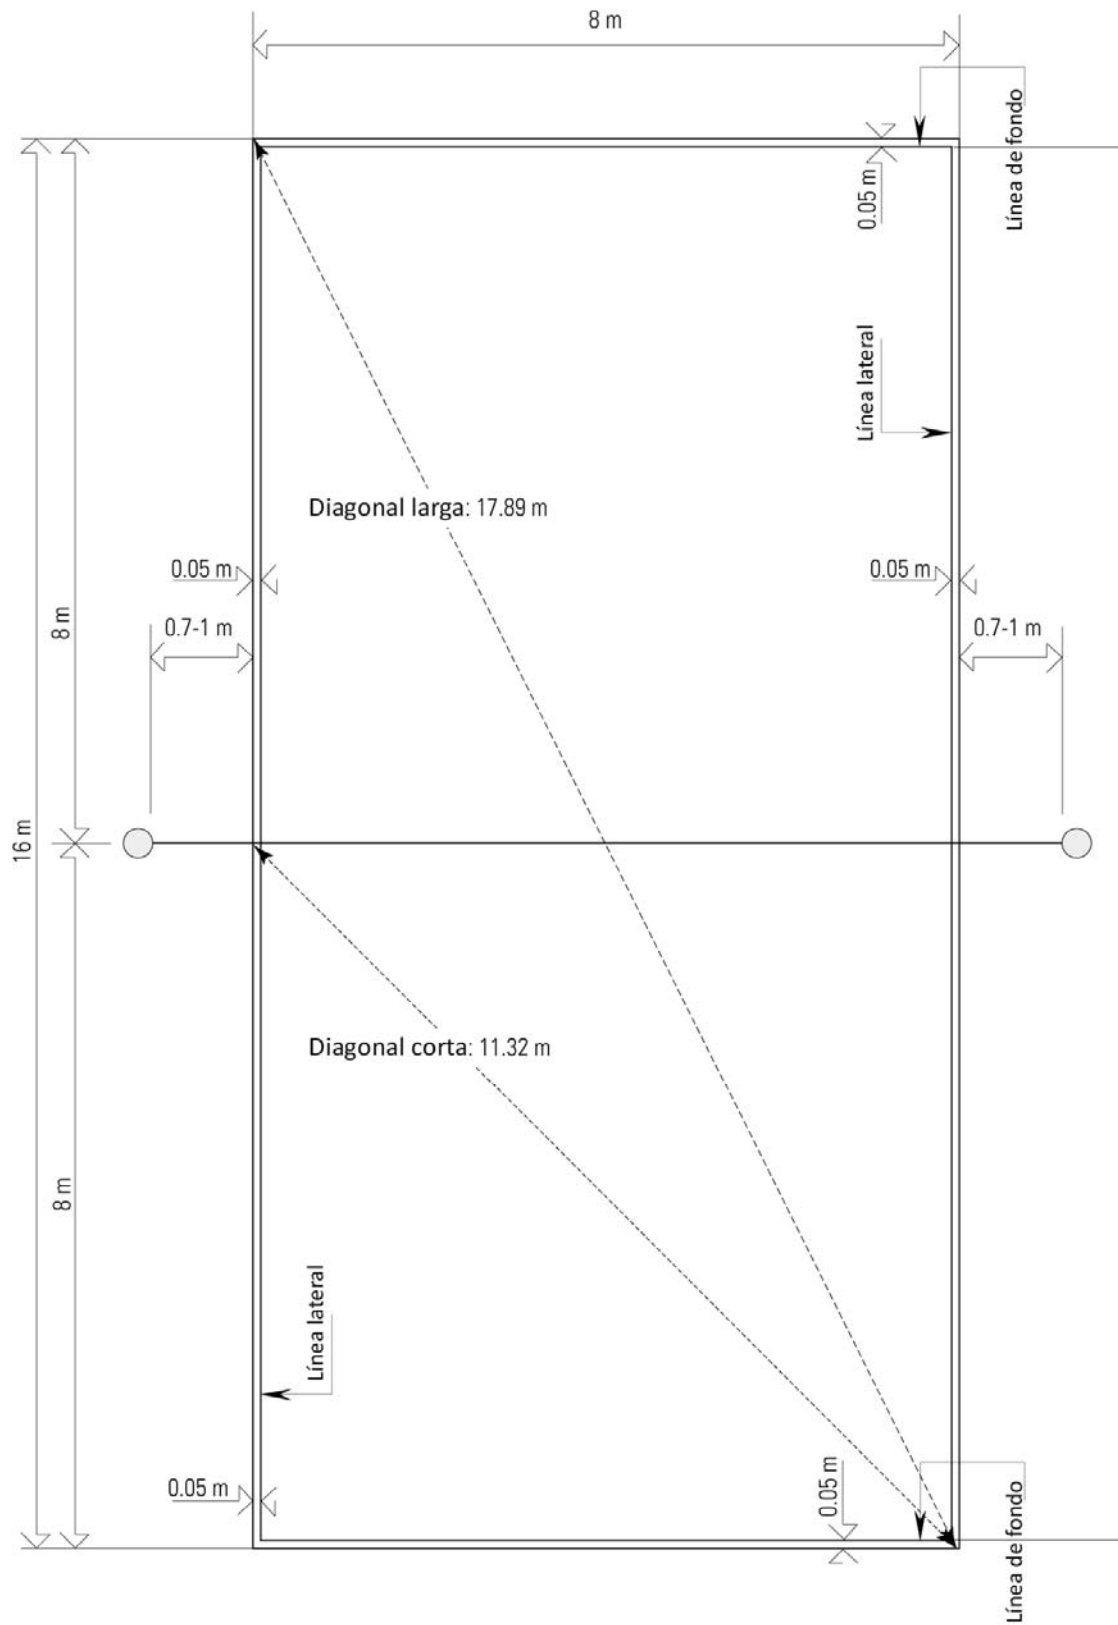 8 m
Línea de fondo
0.05 m
Línea lateral
Diagonal larga: 17.89 m
0.05 m
0.05 m
8 m
0.7-1 m
0.7-1 m
16 m
Diagonal corta: 11.32 m
8 m
Línea lateral
0.05 m
0.05 m
Línea de fondo